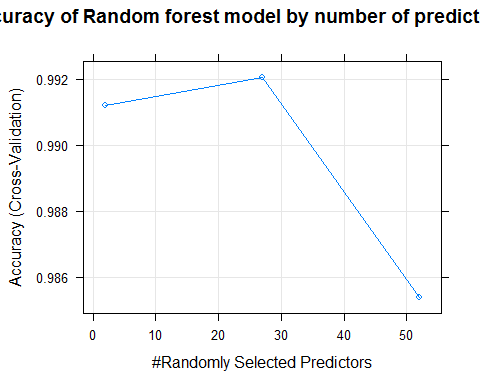 curacy of Random forest model by number of predict
Accuracy (Cross-Validation)
0.992
0.990
0.988
0.986
0 10 20 30 40 50
#Randomly Selected Predictors